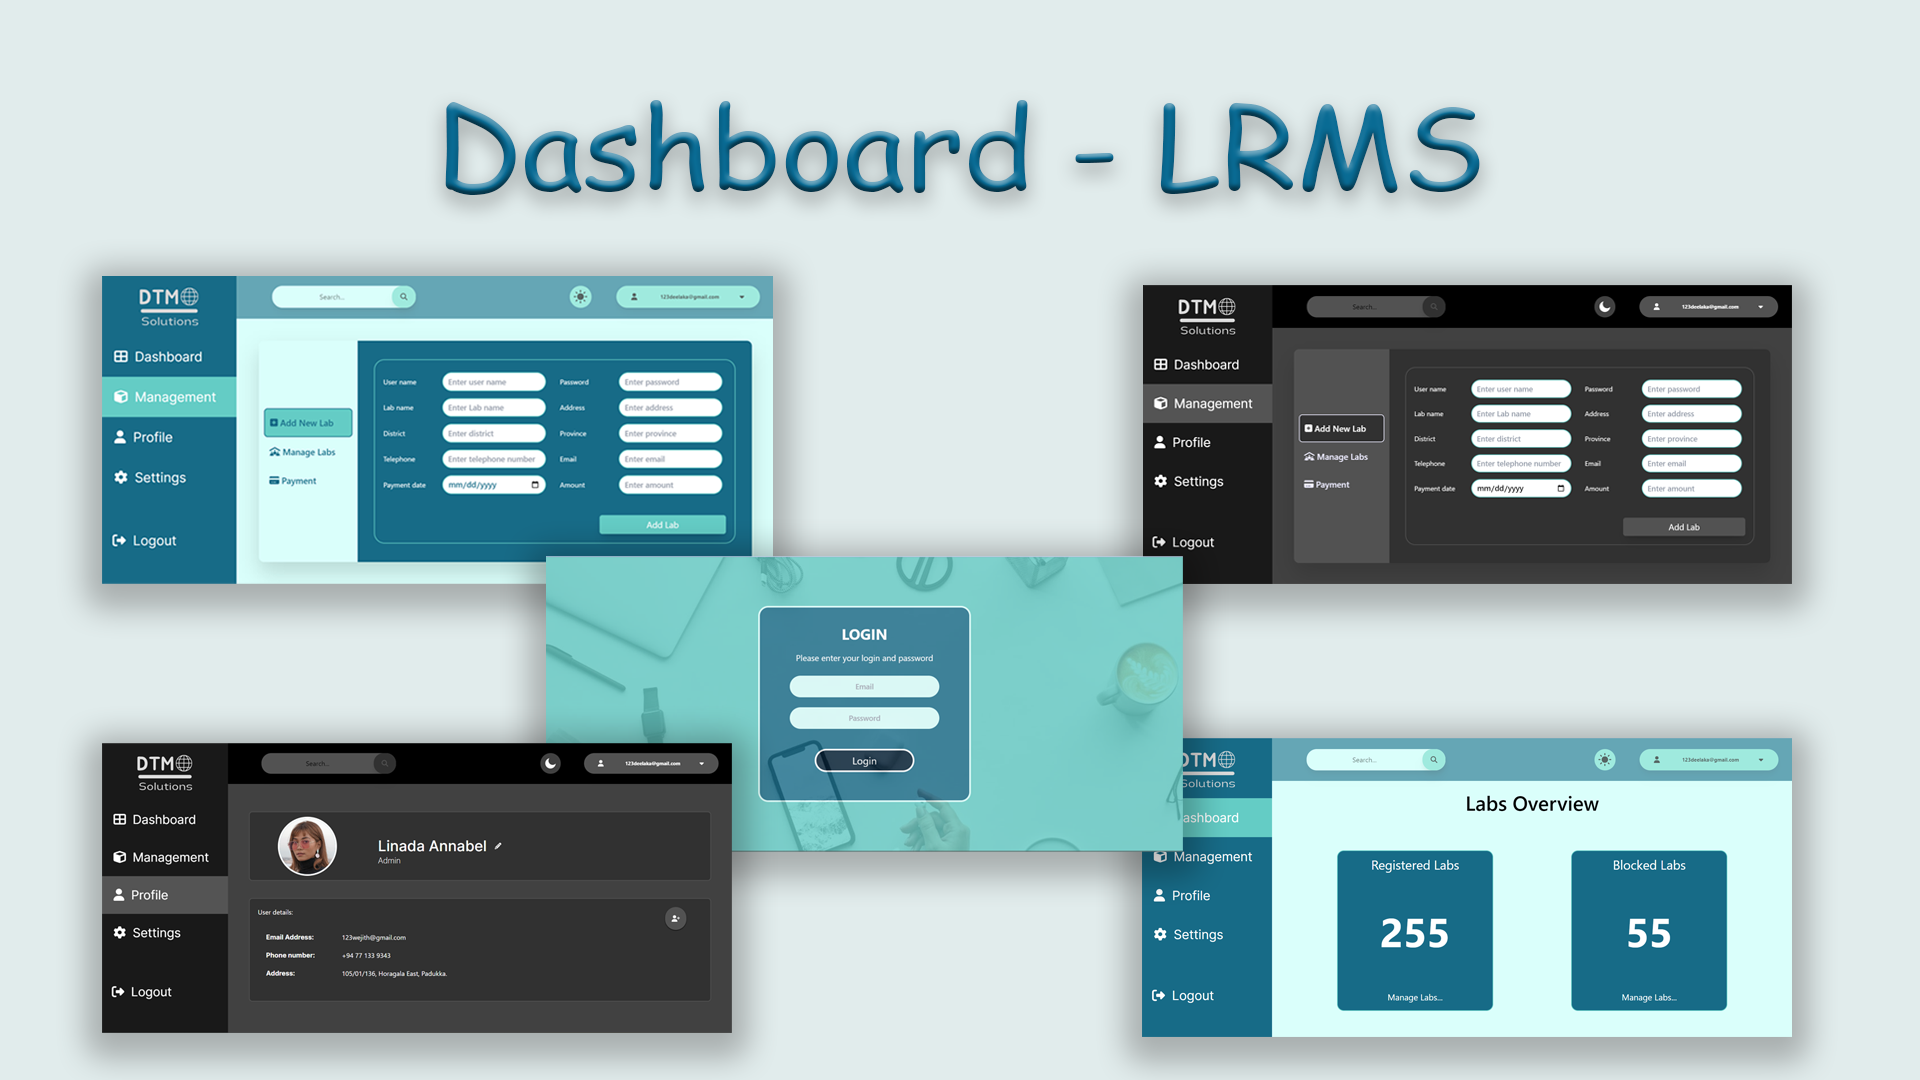 Dashboard - LRMS
DTM
Solutions
Search...
123deelaka@gmail.com
Dashboard
Management
Profile
Settings
Logout
Add New Lab
Manage Labs
Payment
User name Enter user name Password Enter password
Lab name Enter Lab name Address Enter address
District Enter district Province Enter province
Telephone Enter telephone number Email Enter email
Payment date mm/dd/yyyy Amount Enter amount
Add Lab
DTM
Solutions
Search...
123deelaka@gmail.com
Dashboard
Management
Profile
Settings
Logout
Add New Lab
Manage Labs
Payment
User name Enter user name Password Enter password
Lab name Enter Lab name Address Enter address
District Enter district Province Enter province
Telephone Enter telephone number Email Enter email
Payment date mm/dd/yyyy Amount Enter amount
Add Lab
LOGIN
Please enter your login and password
Email
Password
Login
DTM
Solutions
Search...
123deelaka@gmail.com
Dashboard
Management
Profile
Settings
Logout
Linada Annabel
Admin
User details:
Email Address: 123wejith@gmail.com
Phone number: +94 77 133 9343
Address: 105/01/136, Horagala East, Padukka.
DTM
Solutions
Search...
123deelaka@gmail.com
ashboard
Management
Profile
Settings
Logout
Labs Overview
Registered Labs
255
Manage Labs...
Blocked Labs
55
Manage Labs...